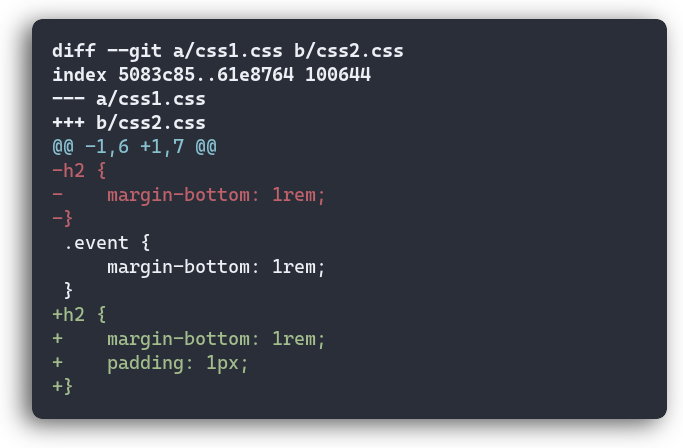 diff --git a/css1.css b/css2.css
index 5083c85..61e8764 100644
--- a/css1.css
+++ b/css2.css
@@ -1,6 +1,7 @@
-h2 {
-    margin-bottom: 1rem;
-}
 .event {
     margin-bottom: 1rem;
 }
+h2 {
+    margin-bottom: 1rem;
+    padding: 1px;
+}